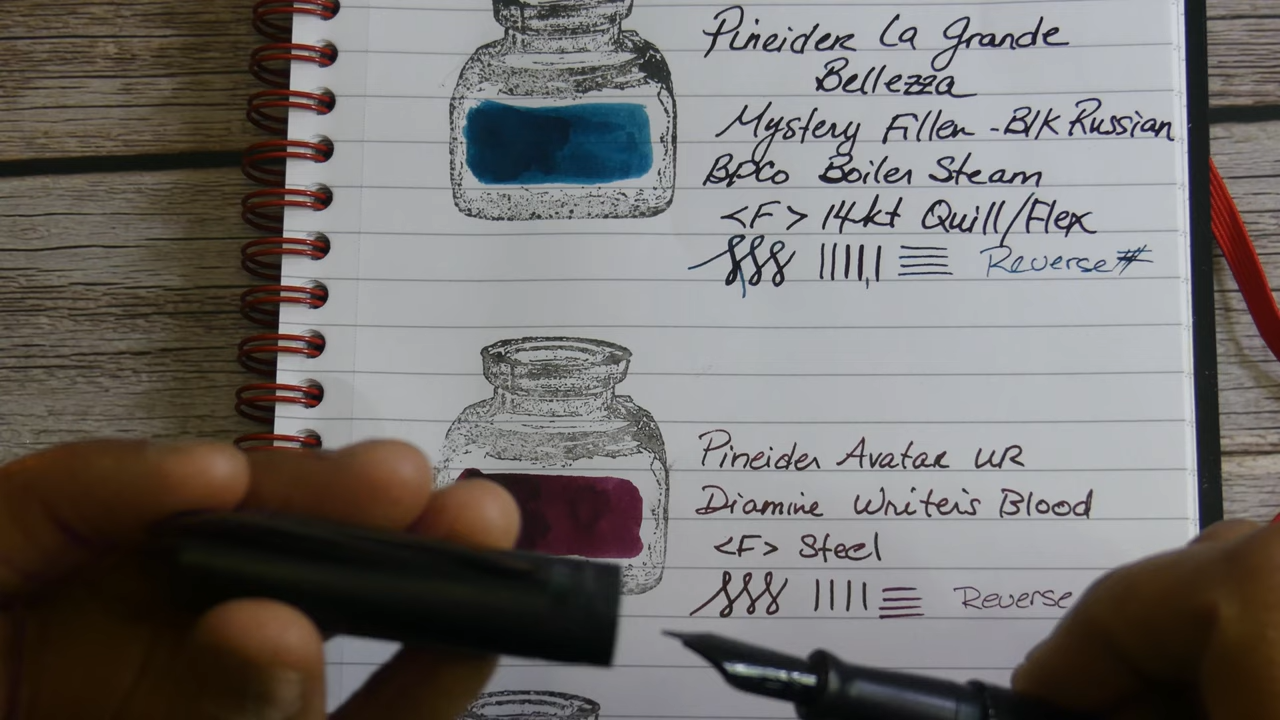 Pineider La Grande
Bellezza
Mystery Filler - Blk Russian
BPCo Boiler Steam
<F> 14kt Quill/Flex
Reverse #
Pineider Avatar UR
Diamine Writer's Blood
<F> Steel
Reverse